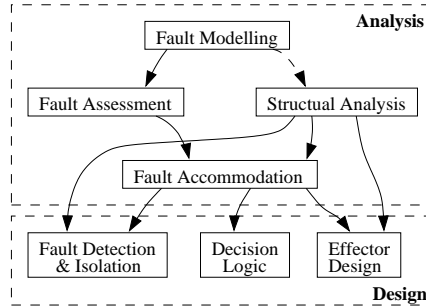 Analysis
Fault Modelling
Fault Assessment
Structual Analysis
Fault Accommodation
Fault Detection
& Isolation
Decision
Logic
Effector
Design
Design